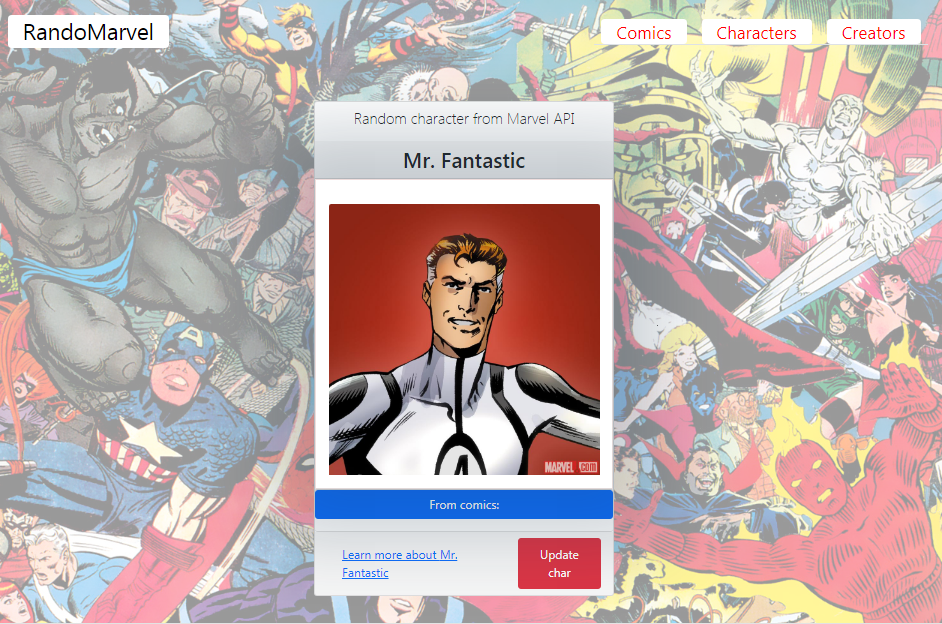 RandoMarvel
Comics
Characters
Creators
Random character from Marvel API
Mr. Fantastic
4
MARVEL .COM
From comics:
Learn more about Mr.
Fantastic
Update
char